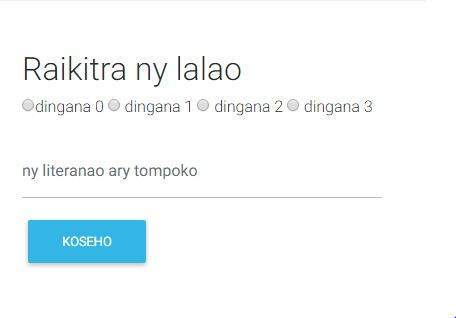 Raikitra ny lalao
dingana 0 dingana 1 dingana 2 dingana 3
ny literanao ary tompoko
KOSEHO